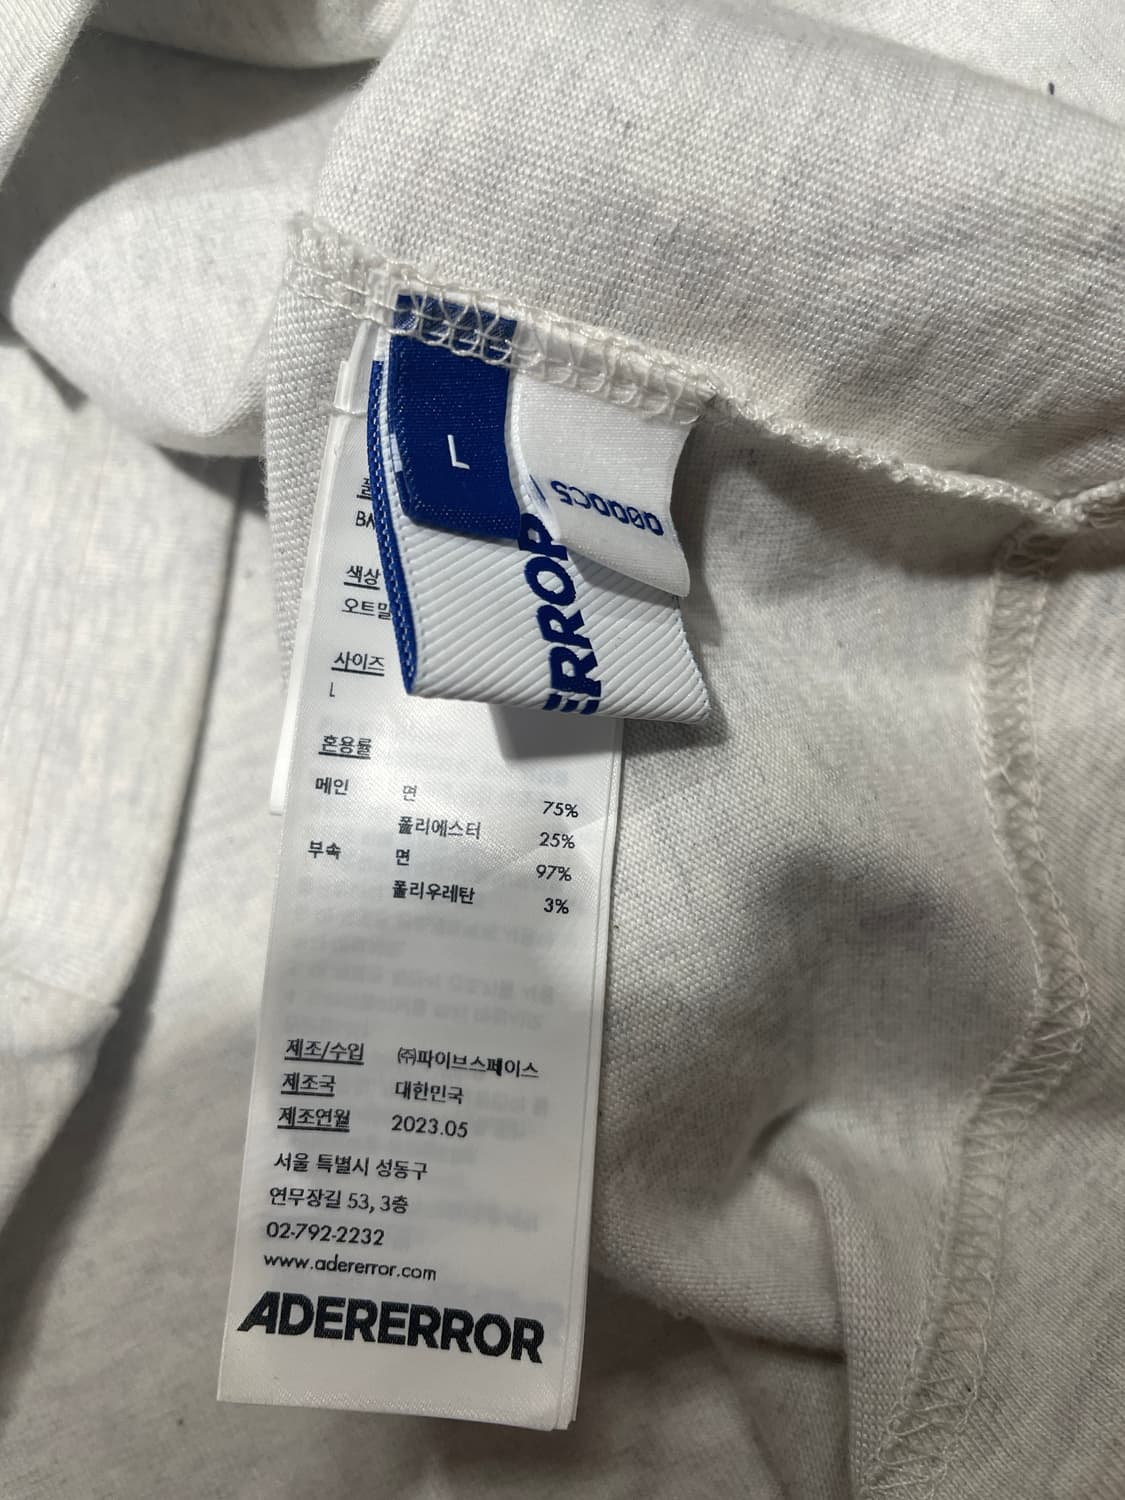 L
ERROR
색상
사이즈
L
혼용률
메인 면 75%
폴리에스터 25%
부속 면 97%
폴리우레탄 3%
제조/수입 ㈜파이브스페이스
제조국 대한민국
제조연월 2023.05
서울 특별시 성동구
연무장길 53, 3층
02-792-2232
www.adererror.com
ADERERROR